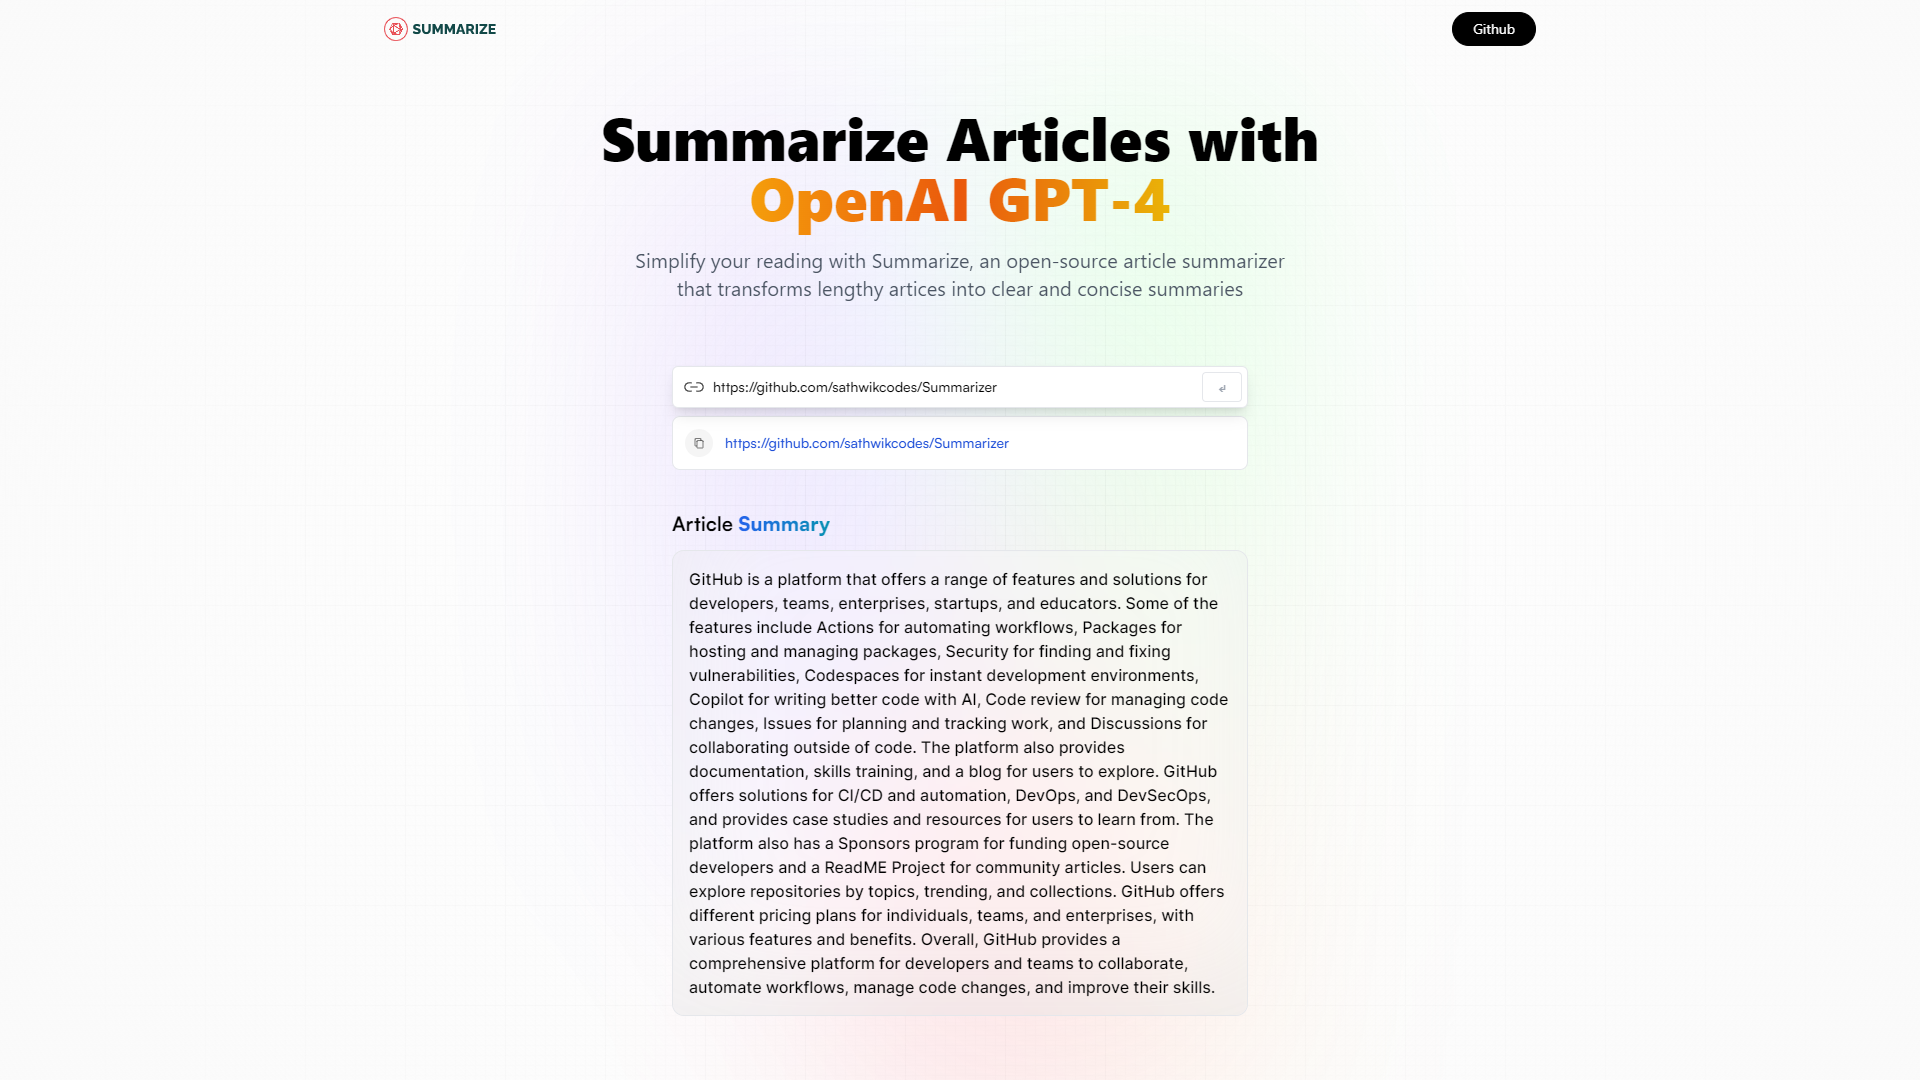 SUMMARIZE
Github
Summarize Articles with
OpenAI GPT-4
Simplify your reading with Summarize, an open-source article summarizer
that transforms lengthy artices into clear and concise summaries
https://github.com/sathwikcodes/Summarizer
↵
https://github.com/sathwikcodes/Summarizer
Article Summary
GitHub is a platform that offers a range of features and solutions for
developers, teams, enterprises, startups, and educators. Some of the
features include Actions for automating workflows, Packages for
hosting and managing packages, Security for finding and fixing
vulnerabilities, Codespaces for instant development environments,
Copilot for writing better code with AI, Code review for managing code
changes, Issues for planning and tracking work, and Discussions for
collaborating outside of code. The platform also provides
documentation, skills training, and a blog for users to explore. GitHub
offers solutions for CI/CD and automation, DevOps, and DevSecOps,
and provides case studies and resources for users to learn from. The
platform also has a Sponsors program for funding open-source
developers and a ReadME Project for community articles. Users can
explore repositories by topics, trending, and collections. GitHub offers
different pricing plans for individuals, teams, and enterprises, with
various features and benefits. Overall, GitHub provides a
comprehensive platform for developers and teams to collaborate,
automate workflows, manage code changes, and improve their skills.